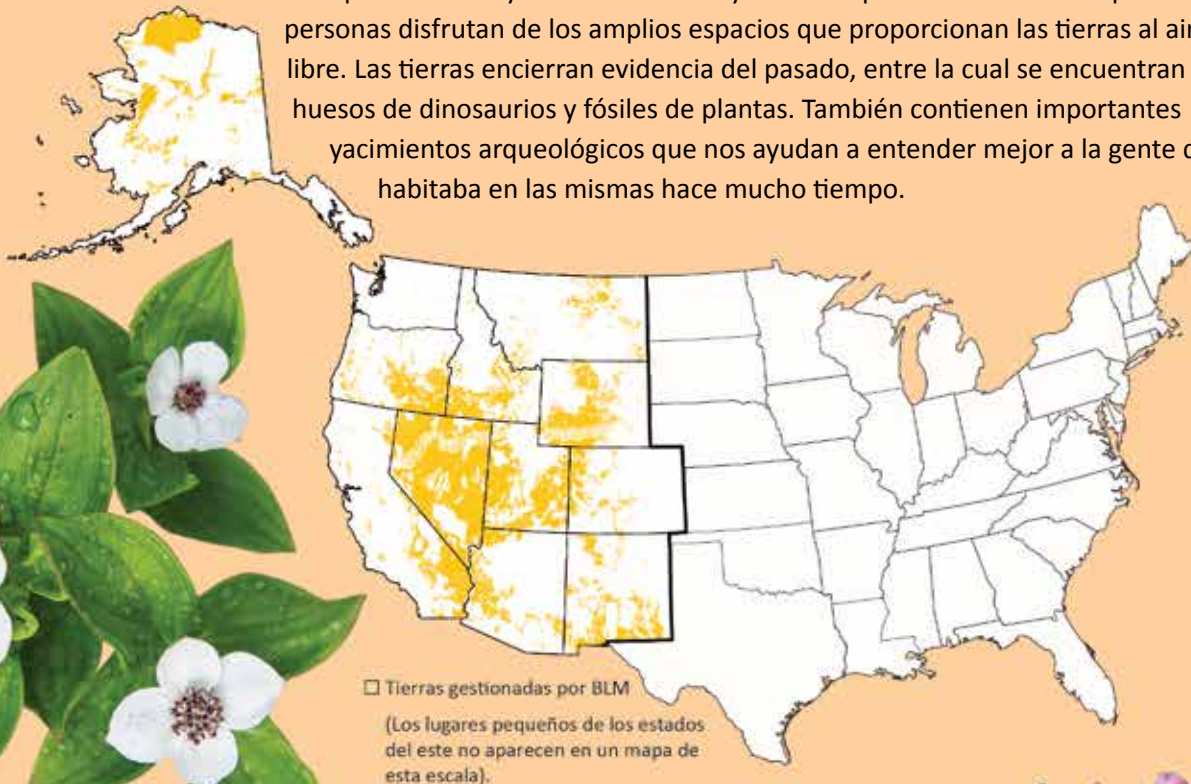 personas disfrutan de los amplios espacios que proporcionan las tierras al
libre. Las tierras encierran evidencia del pasado, entre la cual se encuentran
huesos de dinosaurios y fósiles de plantas. También contienen importantes
yacimientos arqueológicos que nos ayudan a entender mejor a la gente
habitaba en las mismas hace mucho tiempo.
Tierras gestionadas por BLM
(Los lugares pequeños de los estados
del este no aparecen en un mapa de
esta escala).